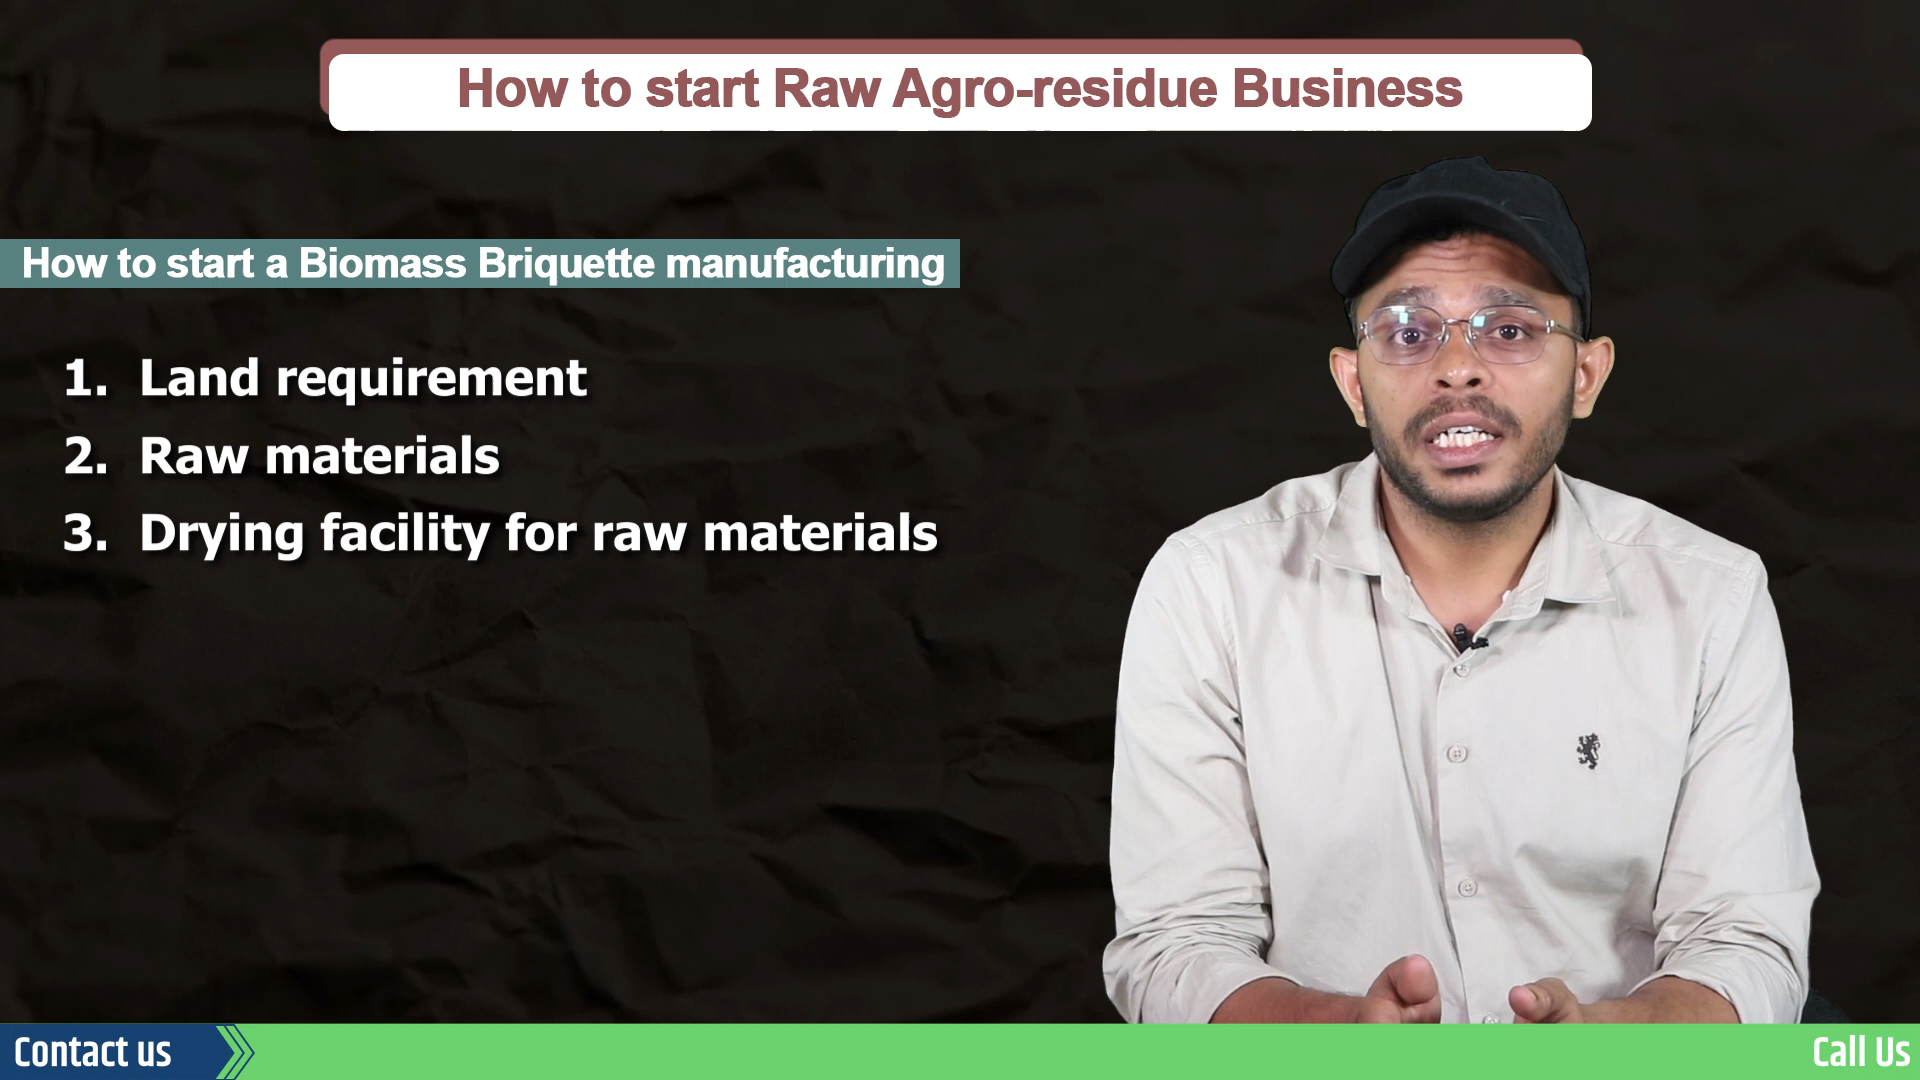 How to start Raw Agro-residue Business
How to start a Biomass Briquette manufacturing
1. Land requirement
2. Raw materials
3. Drying facility for raw materials
Contact us
Call Us